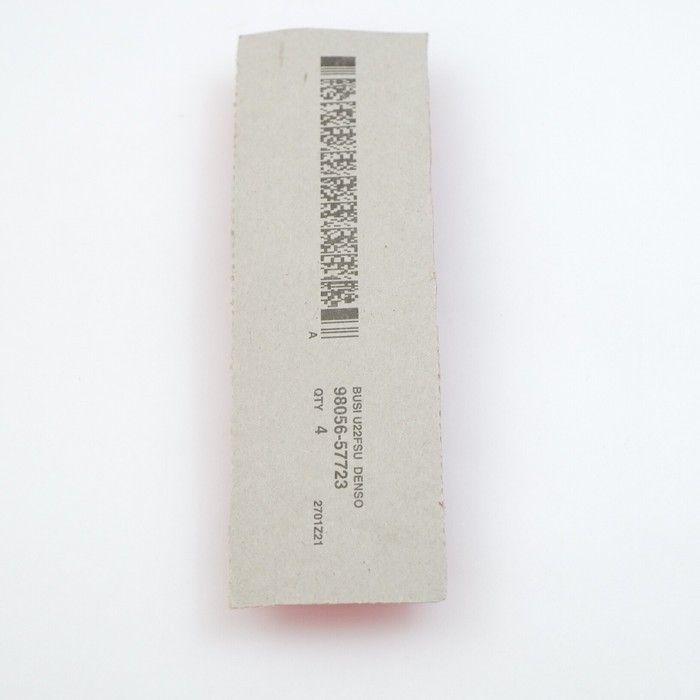 A
BUSI U22FSU DENSO
98056-57723
QTY 4 2701Z21